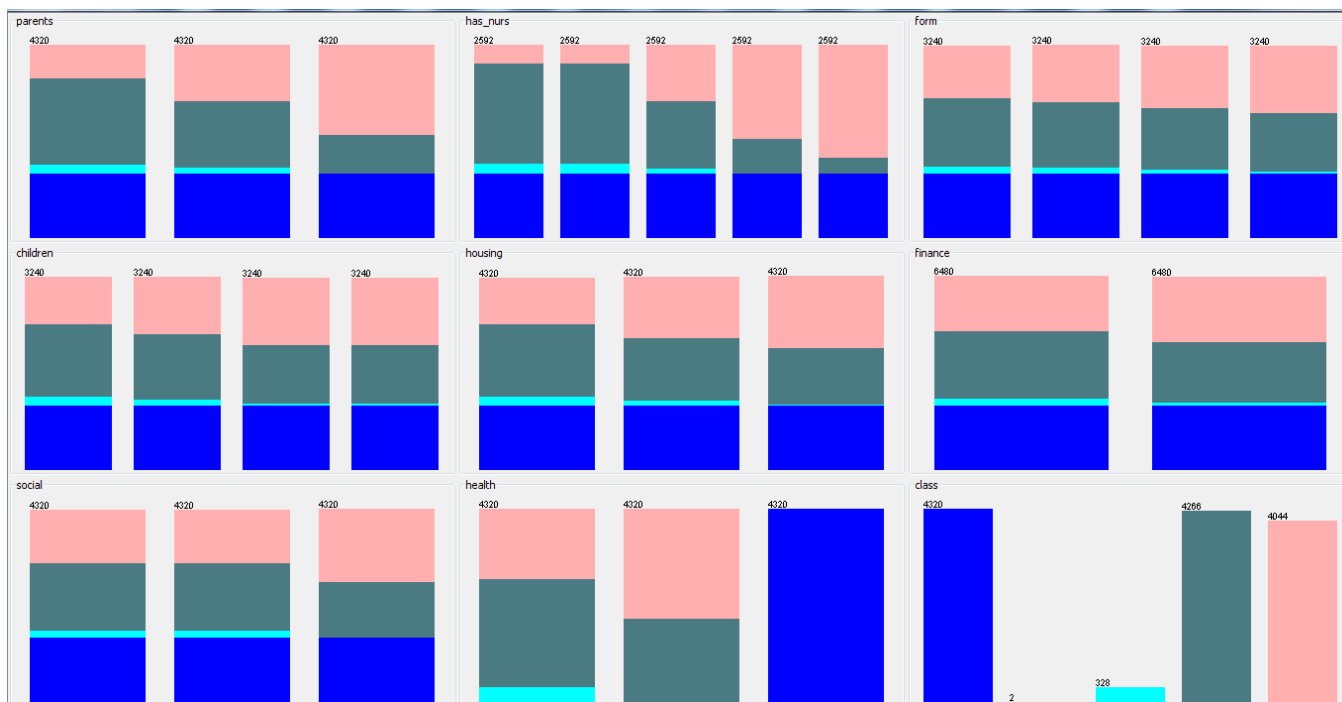 parents has_nurs form
4320 4320 4320 2592 2592 2592 2592 2592 3240 3240 3240 3240
children housing finance
3240 3240 3240 3240 4320 4320 4320 6480 6480
social health class
4320 4320 4320 4320 4320 4320 4320 2 328 4266 4044